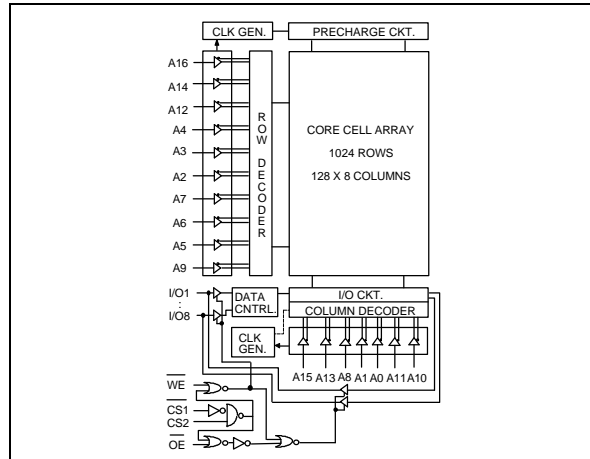 CLK GEN.
PRECHARGE CKT.
A16
A14
A12
A4
A3
A2
A7
A6
A5
A9
ROW DECODER
CORE CELL ARRAY
1024 ROWS
128 X 8 COLUMNS
I/O1
:
I/O8
DATA
CNTRL.
I/O CKT.
COLUMN DECODER
CLK
GEN.
A15 A13 A8 A1 A0 A11 A10
WE
CS1
CS2
OE